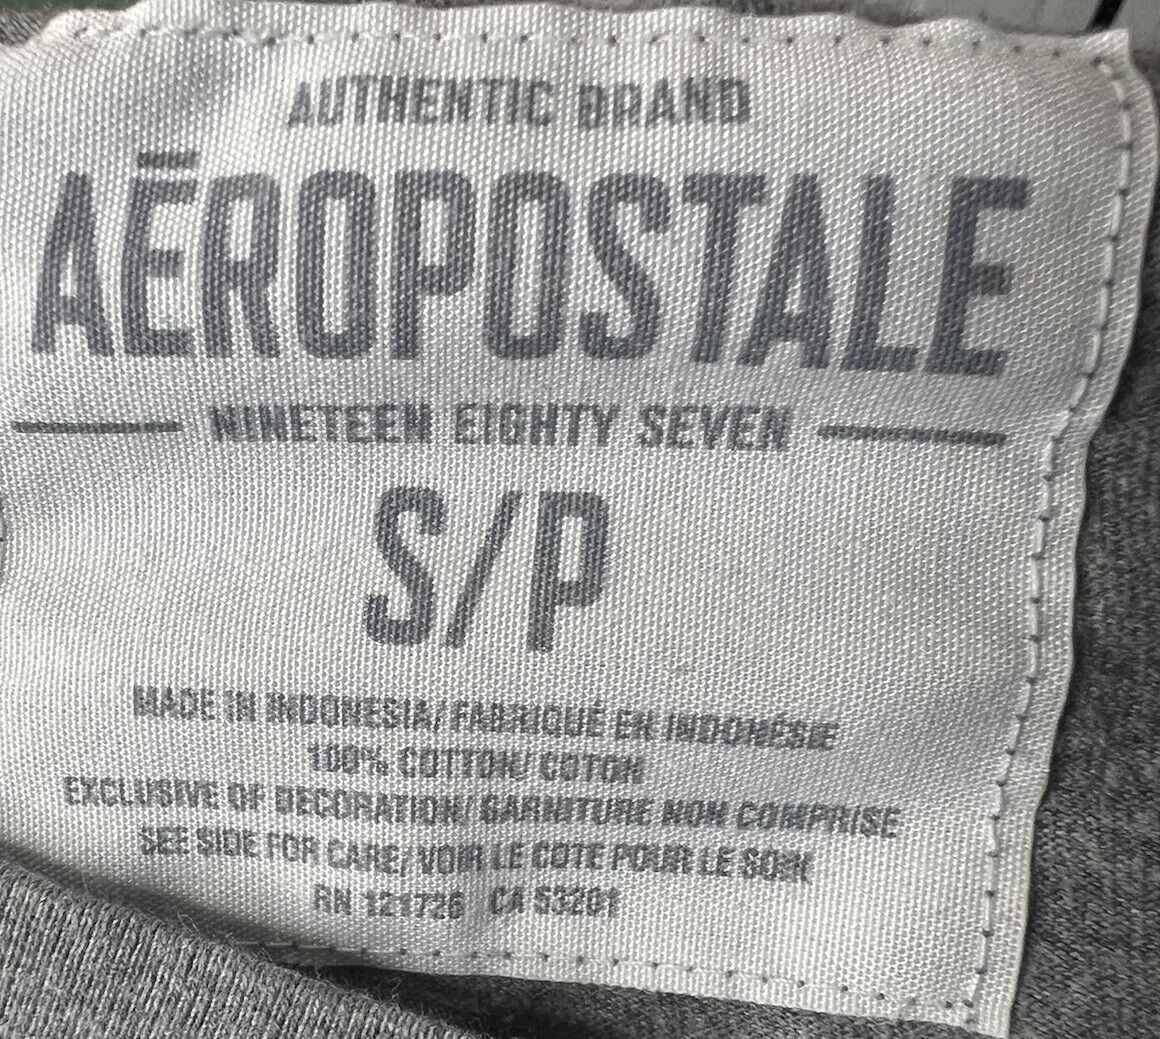 AUTHENTIC BRAND
AĒROPOSTALE
NINETEEN EIGHTY SEVEN
S/P
MADE IN INDONESIA/ FABRIQUE EN INDONÉSIE
100% COTTON/ COTON
EXCLUSIVE OF DECORATION/ GARNITURE NON COMPRISE
SEE SIDE FOR CARE/ VOIR LE COTE POUR LE SOIN
RN 121726 CA 53201